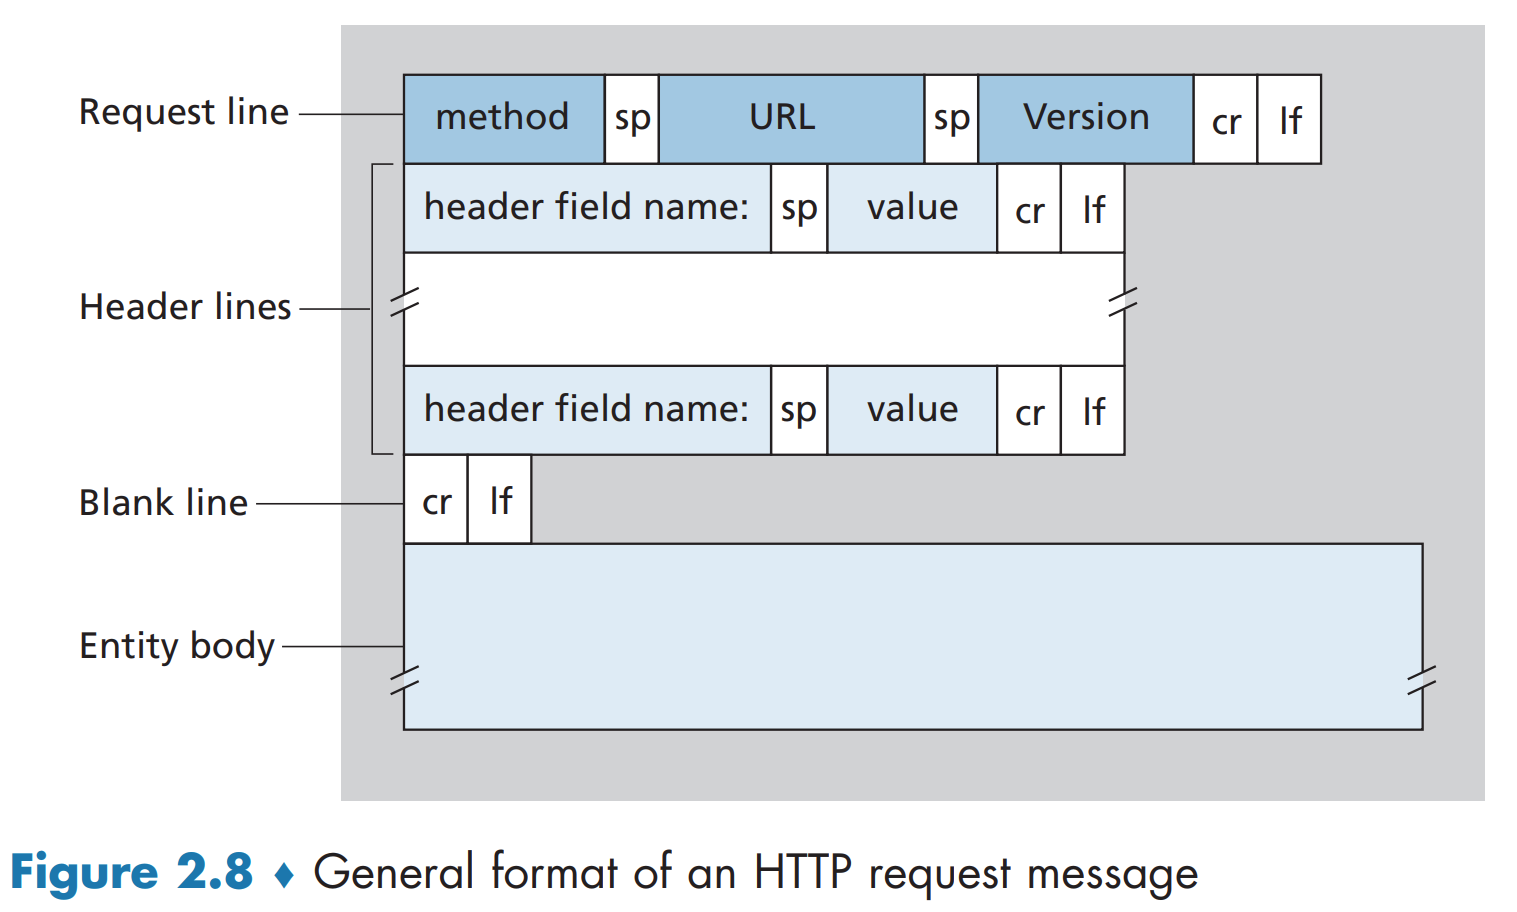 Request line
method sp URL sp Version cr lf
header field name: sp value cr lf
Header lines
header field name: sp value cr lf
Blank line
cr lf
Entity body
Figure 2.8 ♦ General format of an HTTP request message